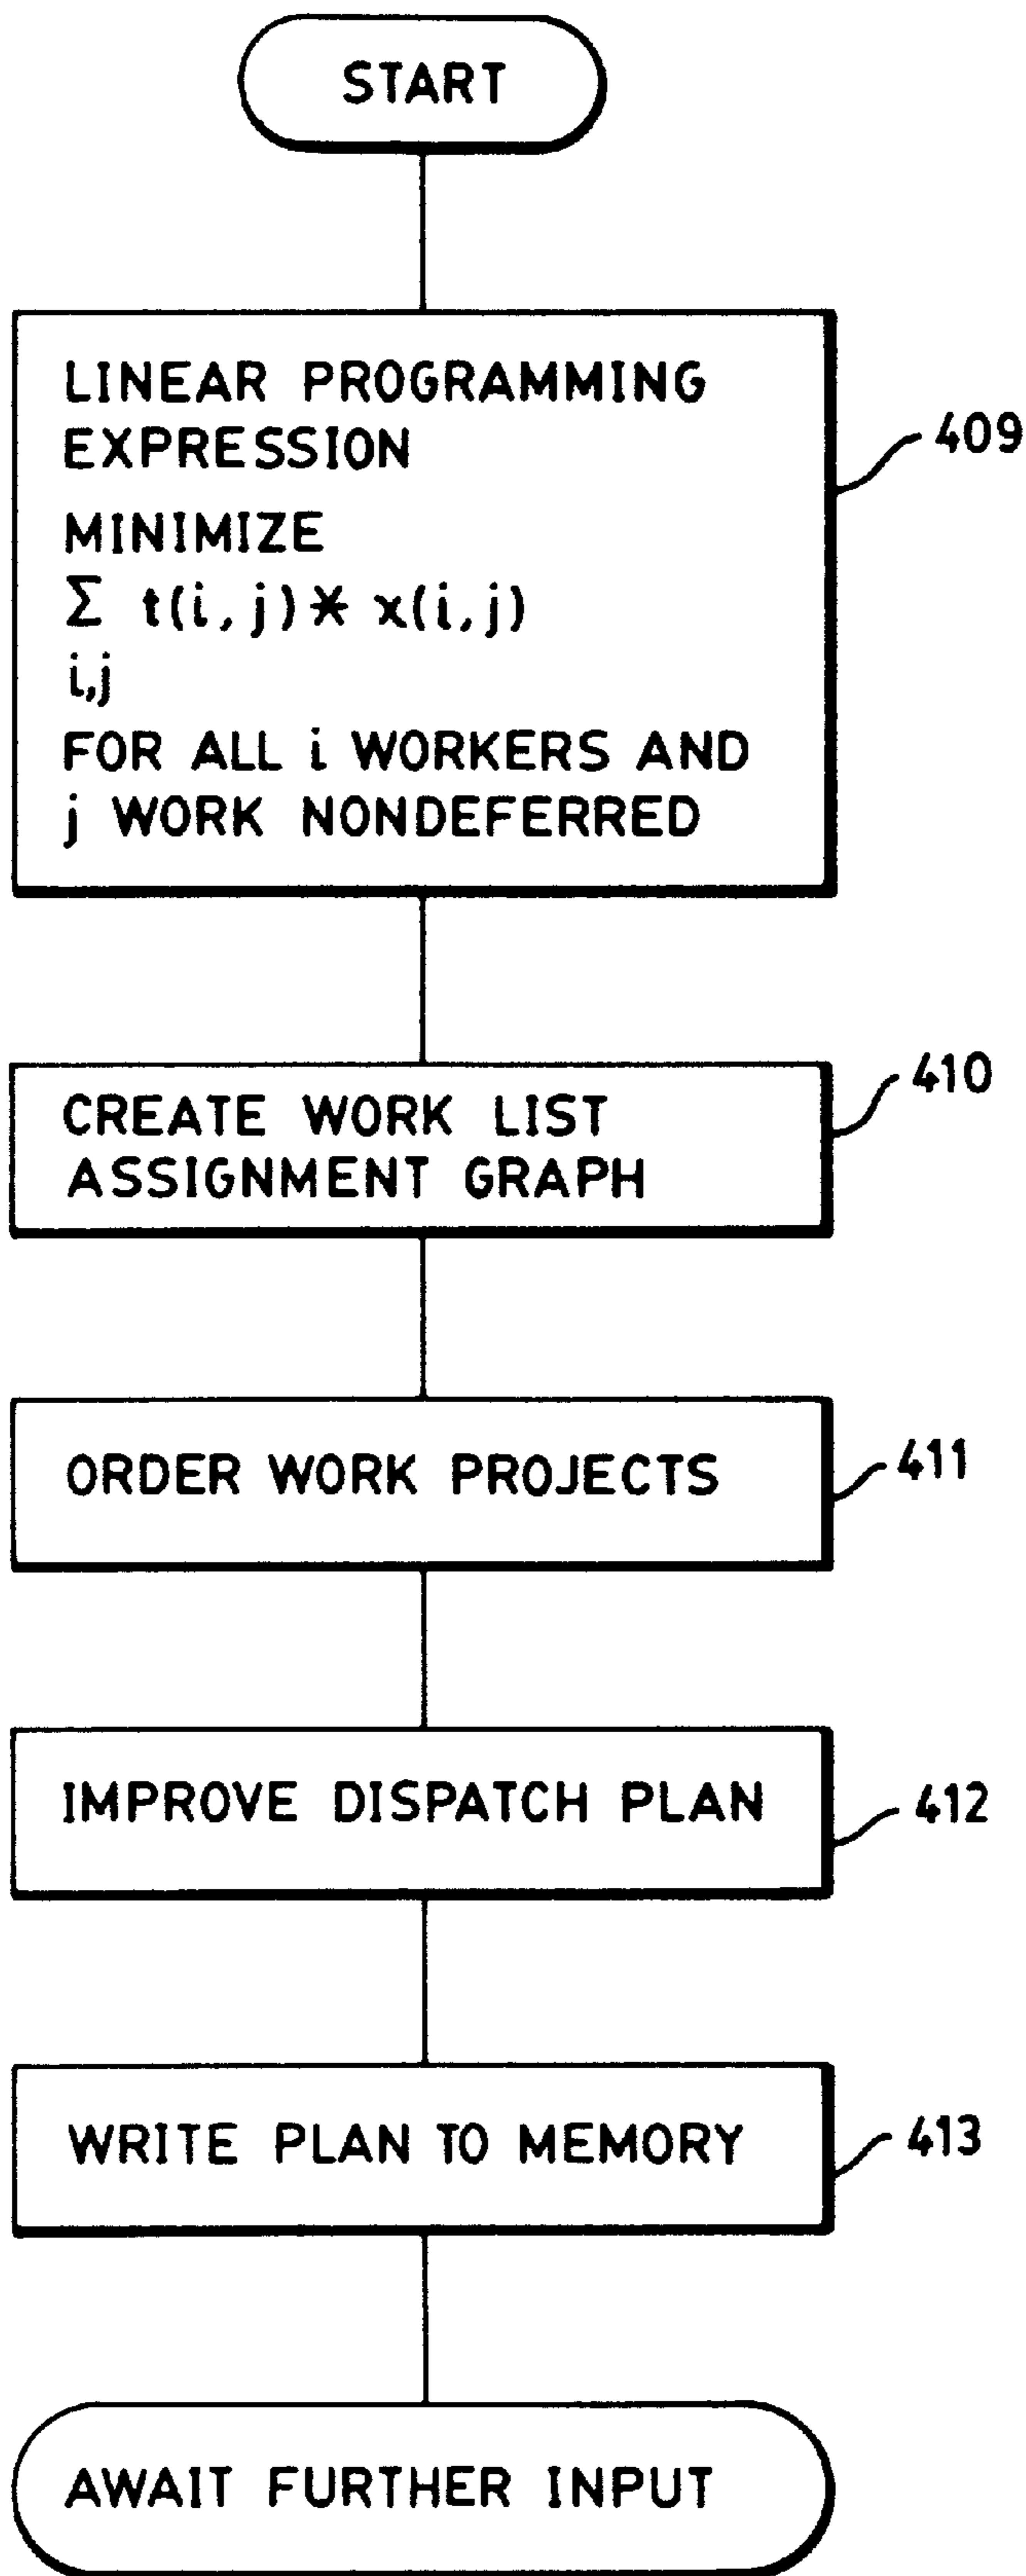 START
LINEAR PROGRAMMING
EXPRESSION
409
MINIMIZE
Σ t(i,j)* x(i,j)
i,j
FOR ALL i WORKERS AND
j WORK NONDEFERRED
CREATE WORK LIST
ASSIGNMENT GRAPH
410
ORDER WORK PROJECTS
411
IMPROVE DISPATCH PLAN
412
WRITE PLAN TO MEMORY
413
AWAIT FURTHER INPUT